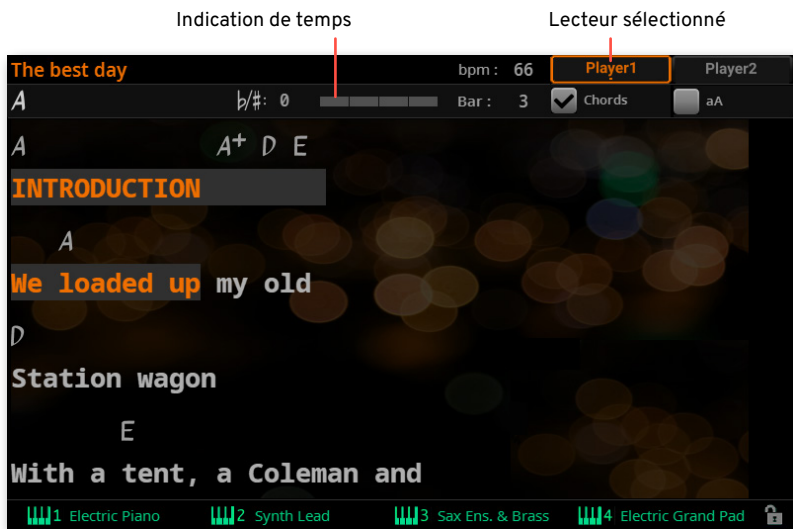 Indication de temps Lecteur sélectionné
The best day bpm : 66 Player1 Player2
A ♭/#: 0 Bar : 3 Chords aA
A A+ D E
INTRODUCTION
A
We loaded up my old
D
Station wagon
E
With a tent, a Coleman and
1 Electric Piano 2 Synth Lead 3 Sax Ens. & Brass 4 Electric Grand Pad